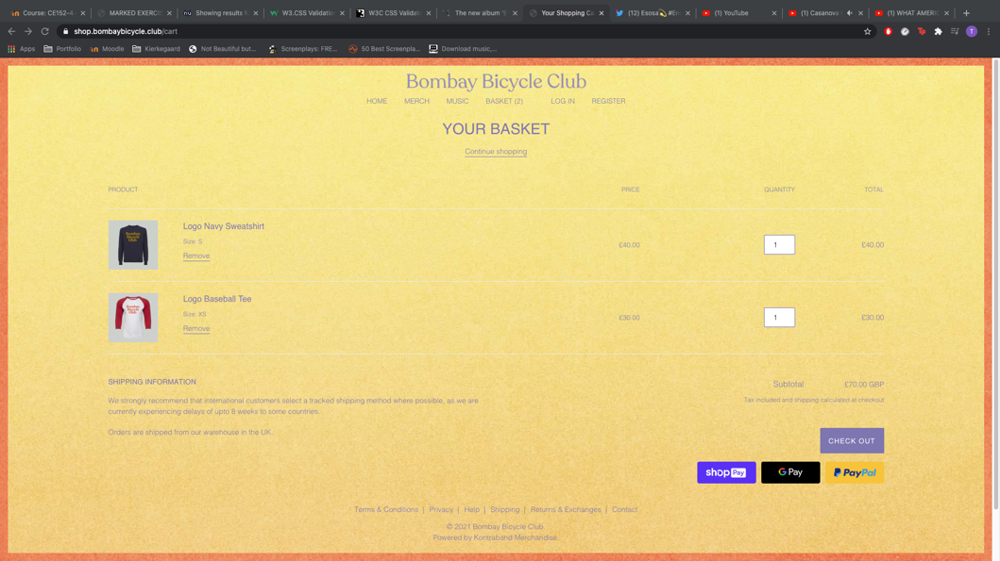 Course: CE152-4-
MARKED EXERCIS
Showing results f
W3.CSS Validatio
W3C CSS Validat
The new album '
Your Shopping Ca
(12) Esosa💫 #En
(1) YouTube
(1) Casanova
(1) WHAT AMERI
shop.bombaybicycle.club/cart
T
Apps
Portfolio
Moodle
Kierkegaard
Not Beautiful but...
Screenplays: FRE...
50 Best Screenpla...
Download music,...
Bombay Bicycle Club
HOME MERCH MUSIC BASKET (2) LOG IN REGISTER
YOUR BASKET
Continue shopping
PRODUCT PRICE QUANTITY TOTAL
Bombay
Bicycle
Club
Logo Navy Sweatshirt
Size: S
Remove
£40.00 1 £40.00
Bombay
Bicycle
Club
Logo Baseball Tee
Size: XS
Remove
£30.00 1 £30.00
SHIPPING INFORMATION
We strongly recommend that international customers select a tracked shipping method where possible, as we are
currently experiencing delays of upto 8 weeks to some countries.
Orders are shipped from our warehouse in the UK.
Subtotal £70.00 GBP
Tax included and shipping calculated at checkout
CHECK OUT
shop Pay
G Pay
PayPal
Terms & Conditions | Privacy | Help | Shipping | Returns & Exchanges | Contact
© 2021 Bombay Bicycle Club.
Powered by Kontraband Merchandise.